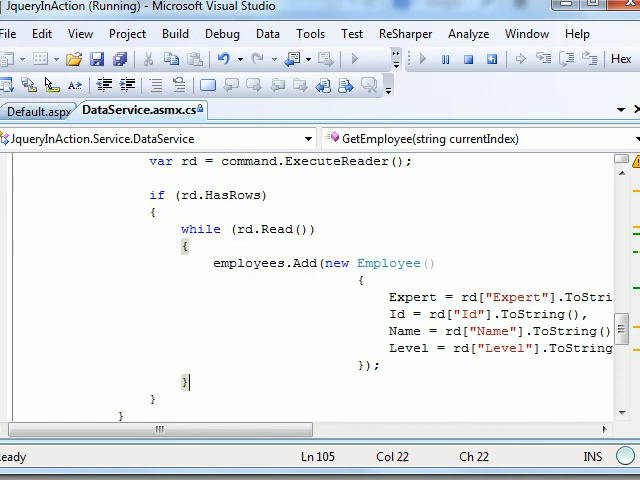 JqueryInAction (Running) - Microsoft Visual Studio
File Edit View Project Build Debug Data Tools Test ReSharper Analyze Window Help
Hex
Default.aspx DataService.asmx.cs
JqueryInAction.Service.DataService GetEmployee(string currentIndex)
var rd = command.ExecuteReader();
if (rd.HasRows)
{
while (rd.Read())
{
employees.Add(new Employee()
{
Expert = rd["Expert"].ToStri
Id = rd["Id"].ToString(),
Name = rd["Name"].ToString()
Level = rd["Level"].ToString
});
}
}
}
Ready Ln 105 Col 22 Ch 22 INS